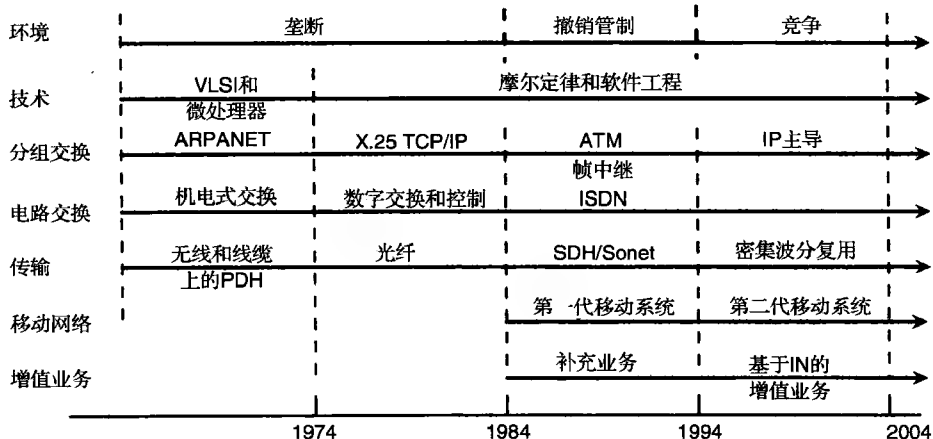 环境
垄断
撤销管制
竞争
技术
VLSI和
微处理器
摩尔定律和软件工程
分组交换
ARPANET
X.25 TCP/IP
ATM
帧中继
IP主导
电路交换
机电式交换
数字交换和控制
ISDN
传输
无线和线缆
上的PDH
光纤
SDH/Sonet
密集波分复用
移动网络
第一代移动系统
第二代移动系统
增值业务
补充业务
基于IN的
增值业务
1974
1984
1994
2004